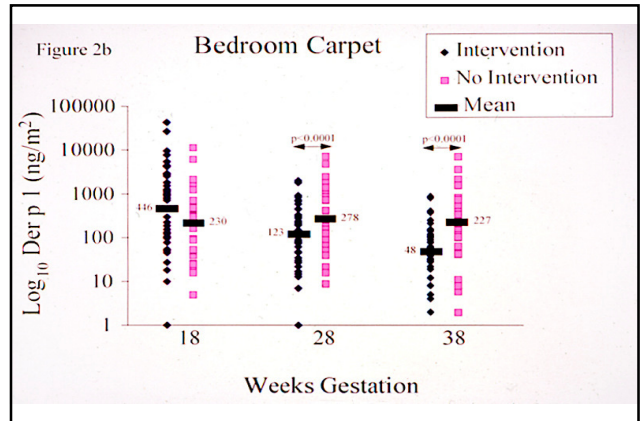 Figure 2b
Bedroom Carpet
Intervention
No Intervention
Mean
Log10 Der p 1 (ng/m2)
100000
10000
1000
100
10
1
446
230
p<0.0001
123
278
p<0.0001
48
227
18
28
38
Weeks Gestation